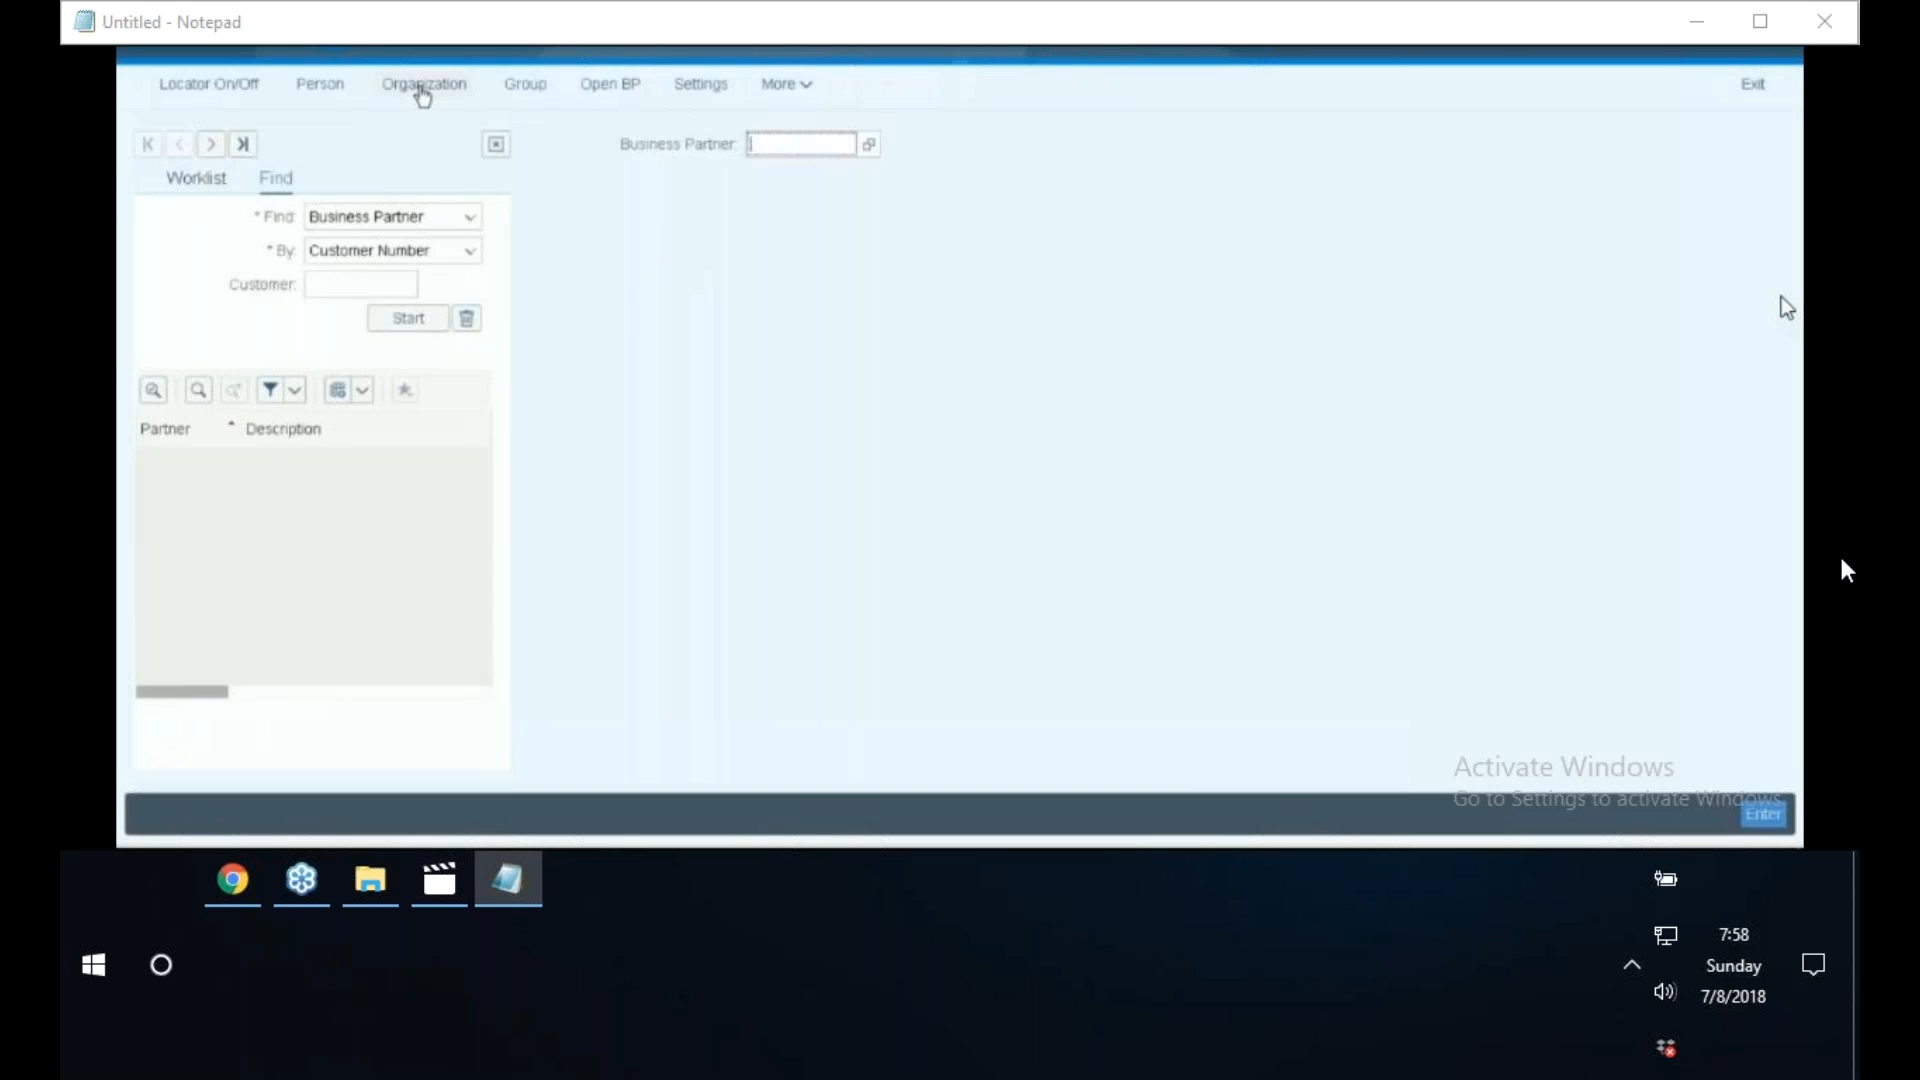 Untitled - Notepad
Locator On/Off Person Organization Group Open BP Settings More Exit
Business Partner:
Worklist Find
* Find: Business Partner
* By: Customer Number
Customer:
Start
Partner Description
Activate Windows
Go to Settings to activate Windows.
Enter
7:58
Sunday
7/8/2018